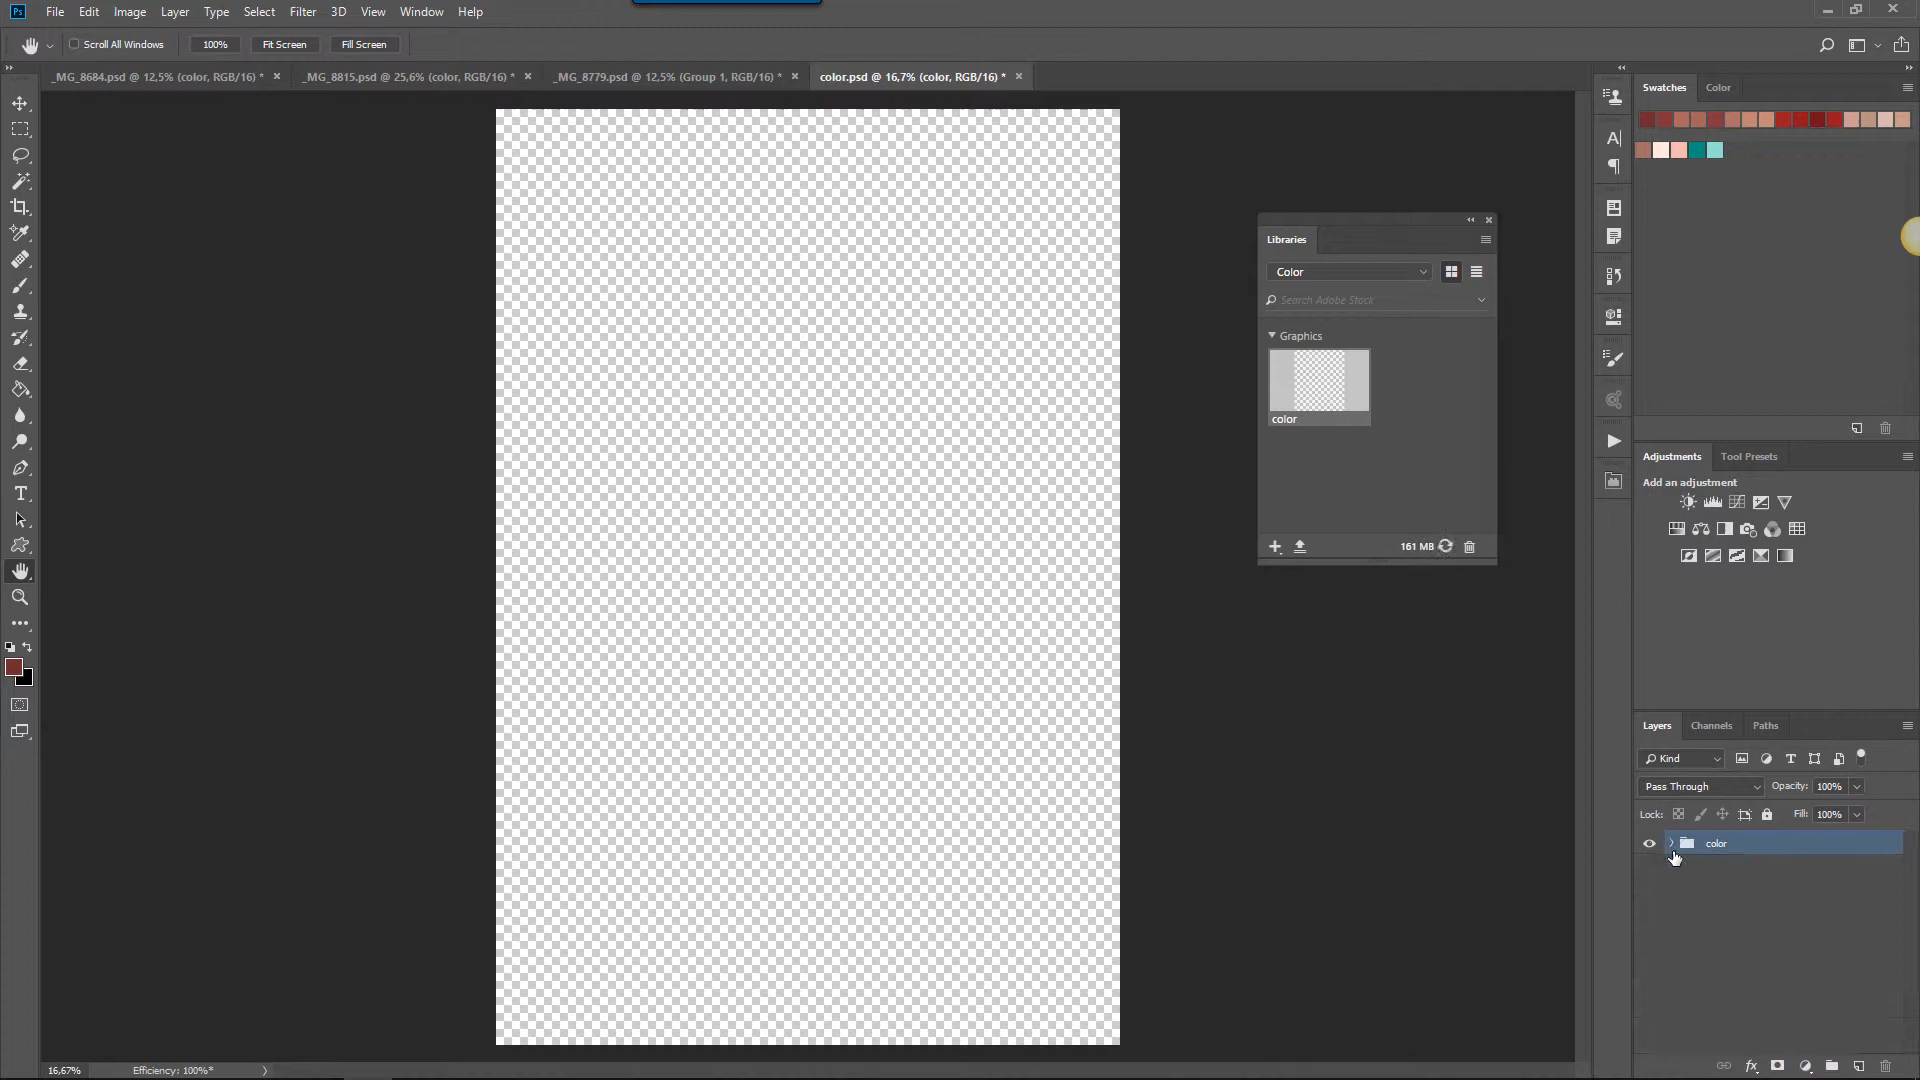 Ps File Edit Image Layer Type Select Filter 3D View Window Help
Scroll All Windows 100% Fit Screen Fill Screen
_MG_8684.psd @ 12,5% (color, RGB/16) * _MG_8815.psd @ 25,6% (color, RGB/16) * _MG_8779.psd @ 12,5% (Group 1, RGB/16) * color.psd @ 16,7% (color, RGB/16) *
Swatches Color
Libraries
Color
Search Adobe Stock
Graphics
color
161 MB
Adjustments Tool Presets
Add an adjustment
Layers Channels Paths
Kind
Pass Through Opacity: 100%
Lock: Fill: 100%
color
16,67% Efficiency: 100%*